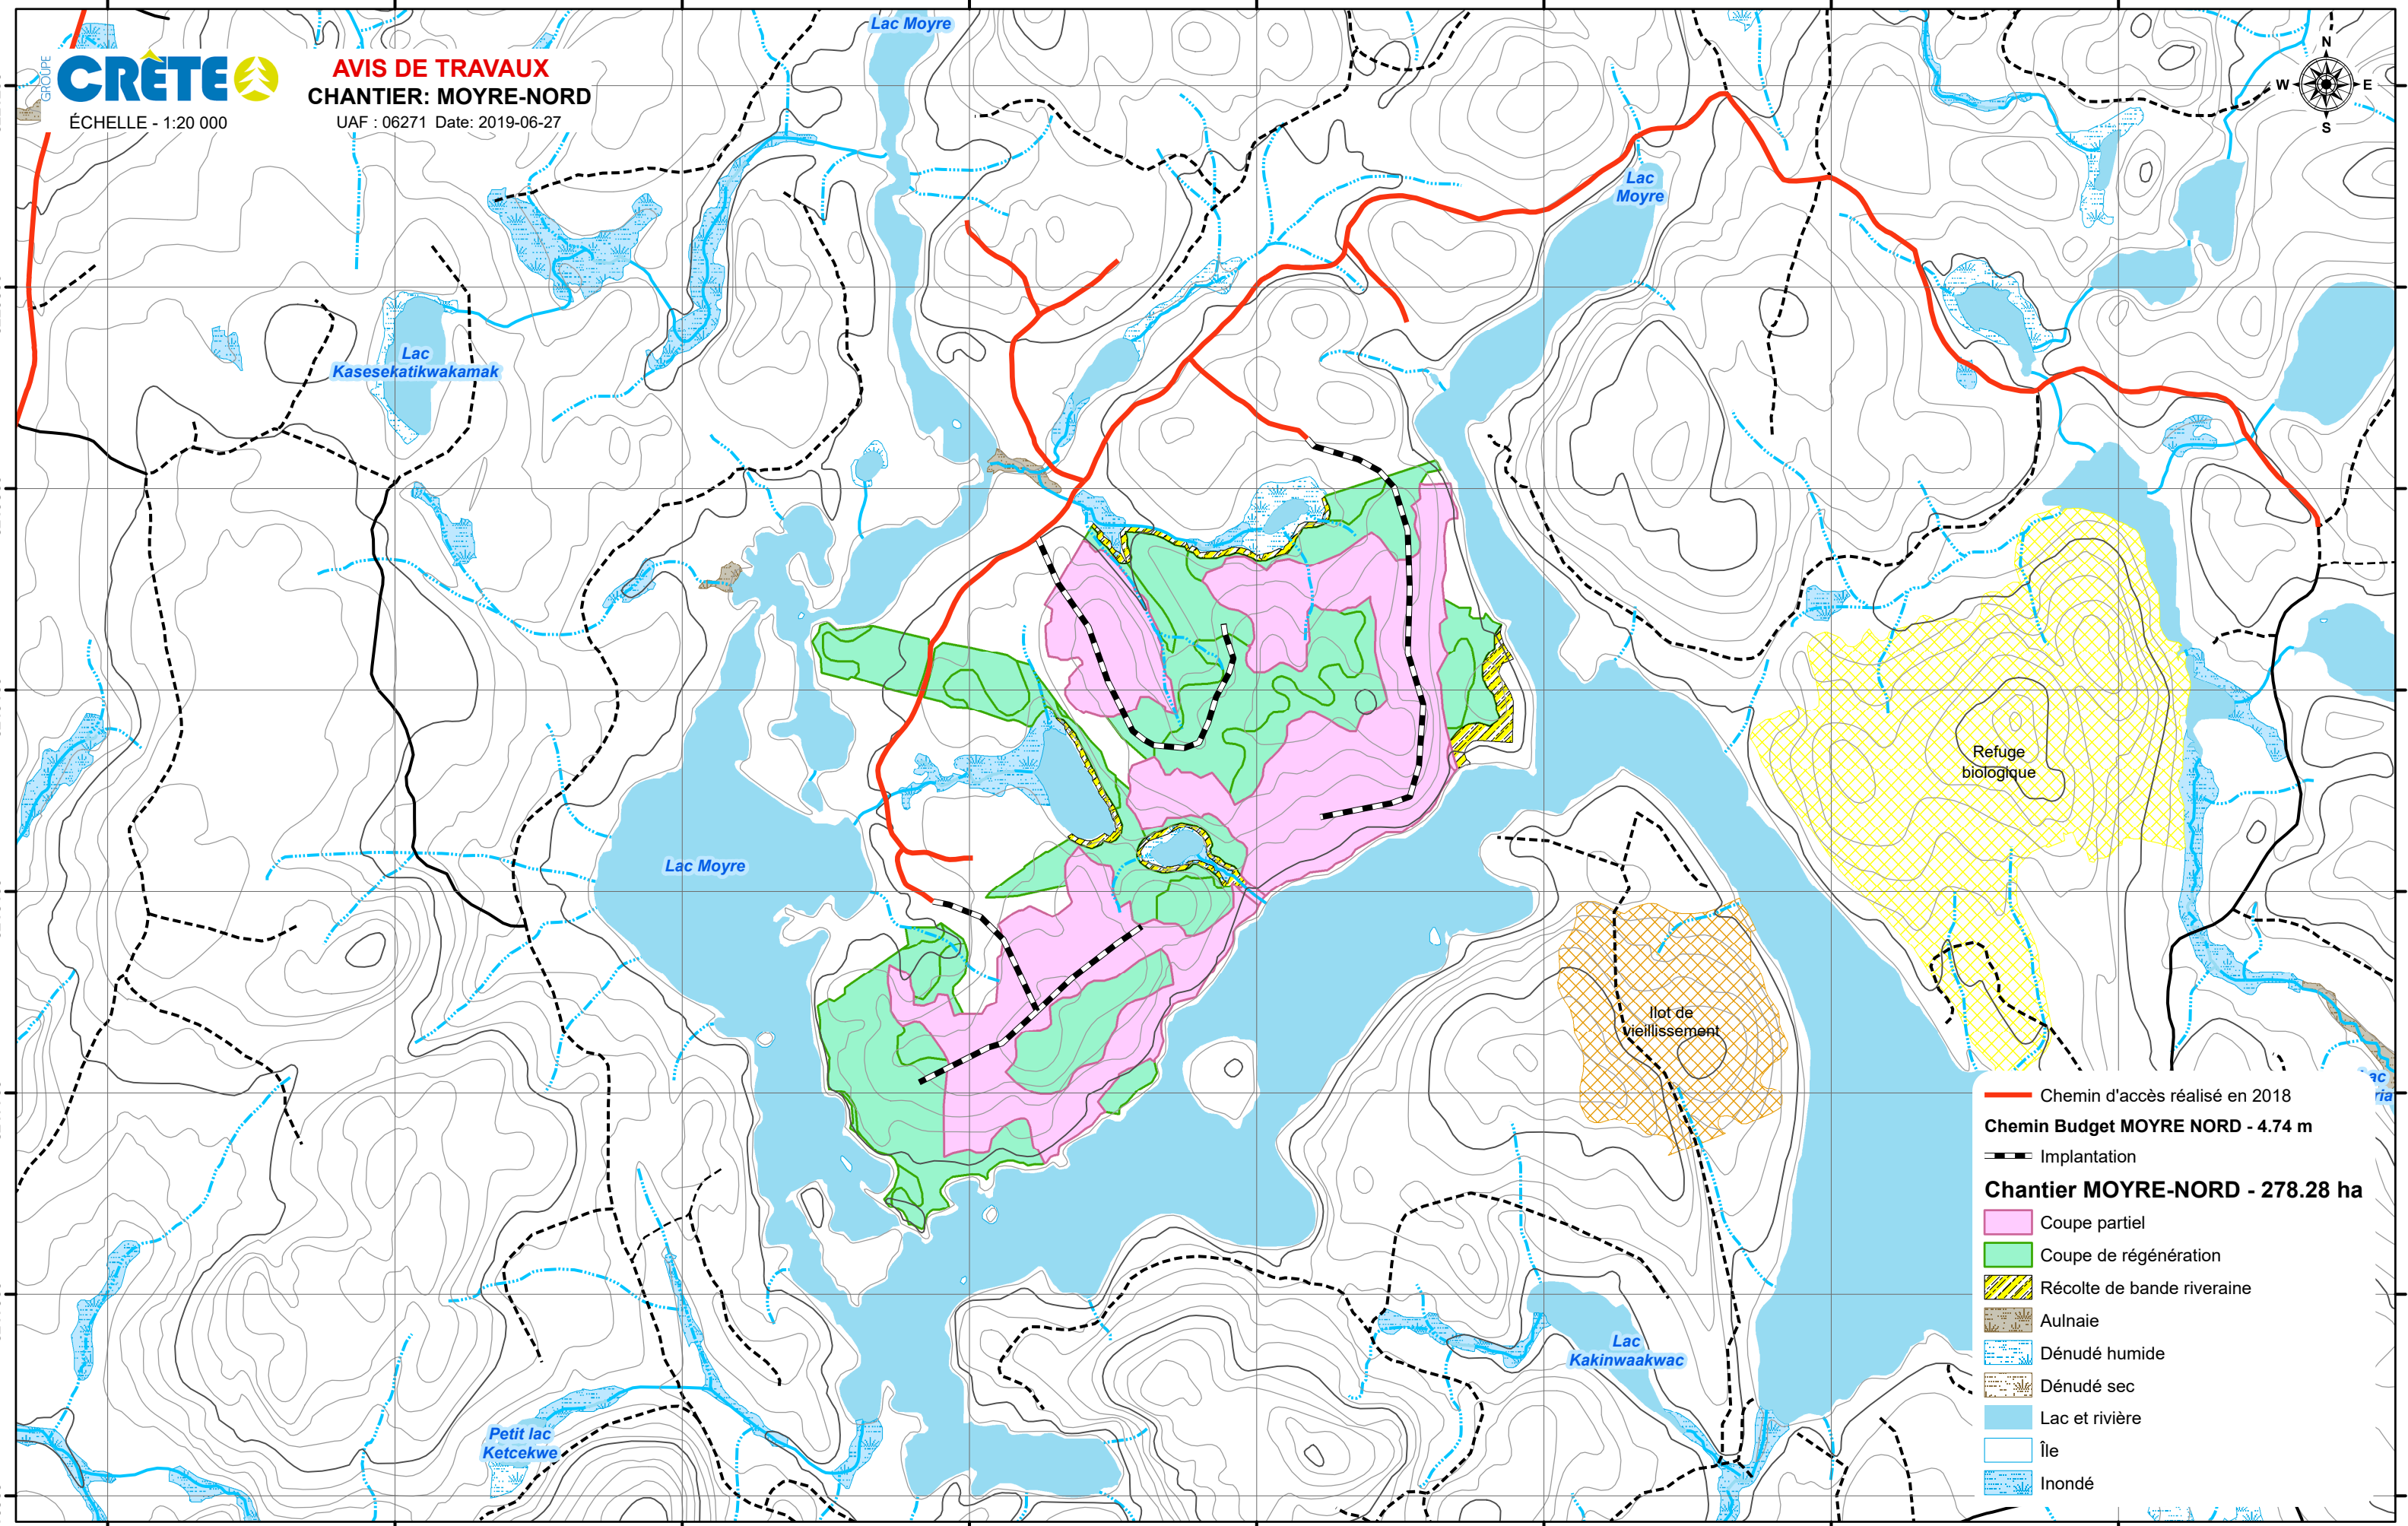 Lac Moyre
GROUPE
CRÊTE
ÉCHELLE - 1:20 000
AVIS DE TRAVAUX
CHANTIER: MOYRE-NORD
UAF : 06271 Date: 2019-06-27
N
W
E
S
Lac
Moyre
Lac
Kasesekatikwakamak
Refuge
biologique
Lac Moyre
Ilot de
vieillissement
Lac
Kakinwaakwac
Petit lac
Ketcekwe
Chemin d'accès réalisé en 2018
Chemin Budget MOYRE NORD - 4.74 m
Implantation
Chantier MOYRE-NORD - 278.28 ha
Coupe partiel
Coupe de régénération
Récolte de bande riveraine
Aulnaie
Dénudé humide
Dénudé sec
Lac et rivière
Île
Inondé